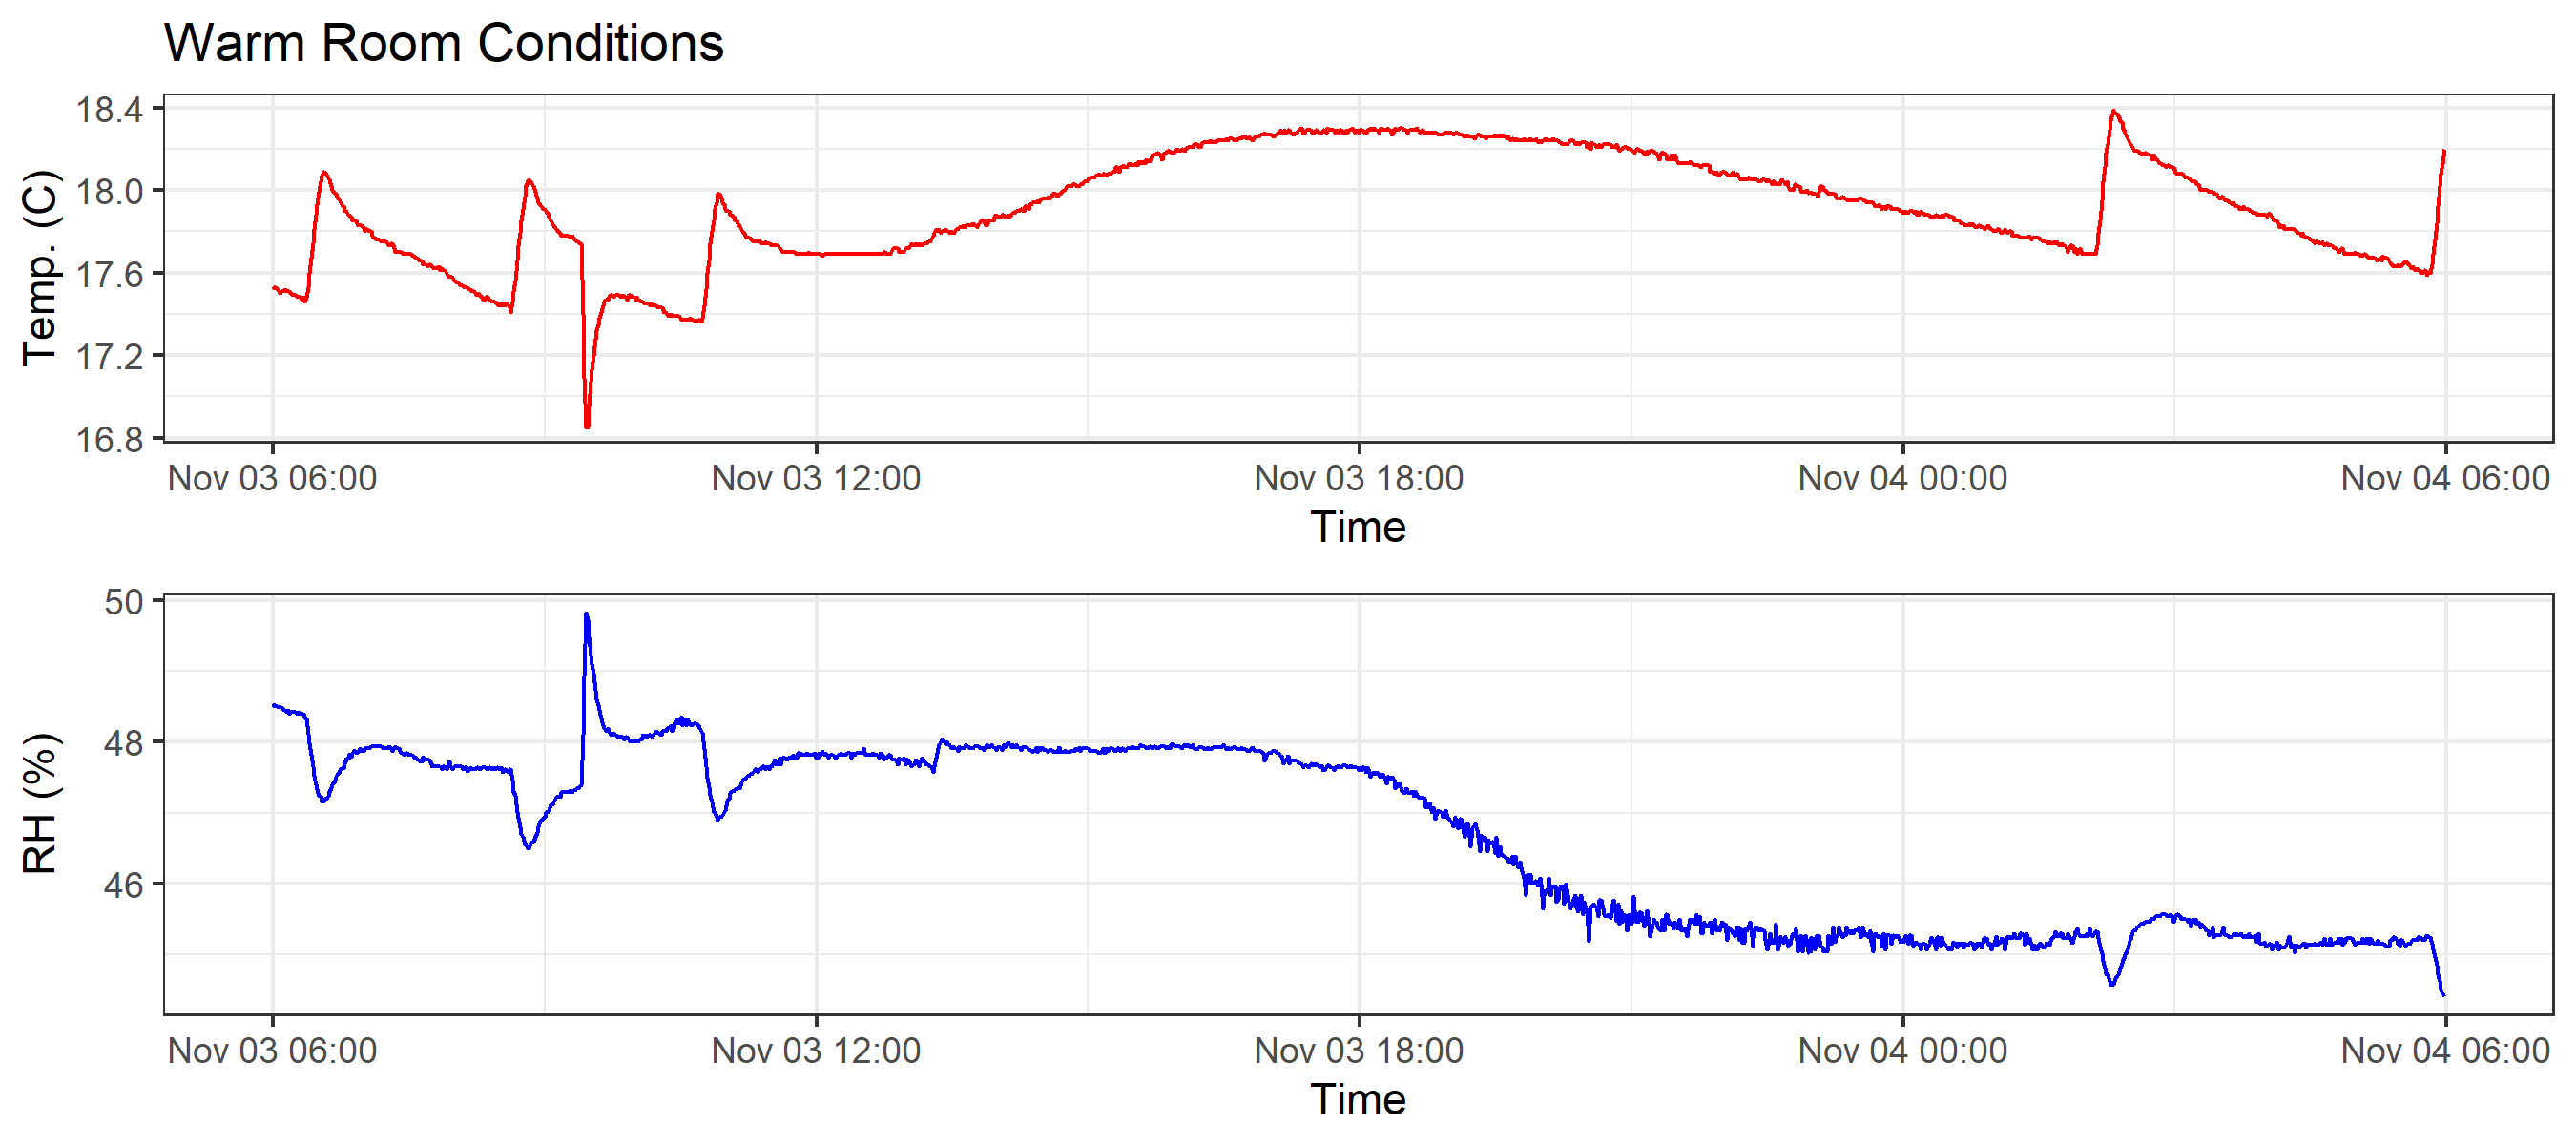 Warm Room Conditions
Temp. (C)
18.4
18.0
17.6
17.2
16.8
Nov 03 06:00 Nov 03 12:00 Nov 03 18:00 Nov 04 00:00 Nov 04 06:00
Time
RH (%)
50
48
46
Nov 03 06:00 Nov 03 12:00 Nov 03 18:00 Nov 04 00:00 Nov 04 06:00
Time